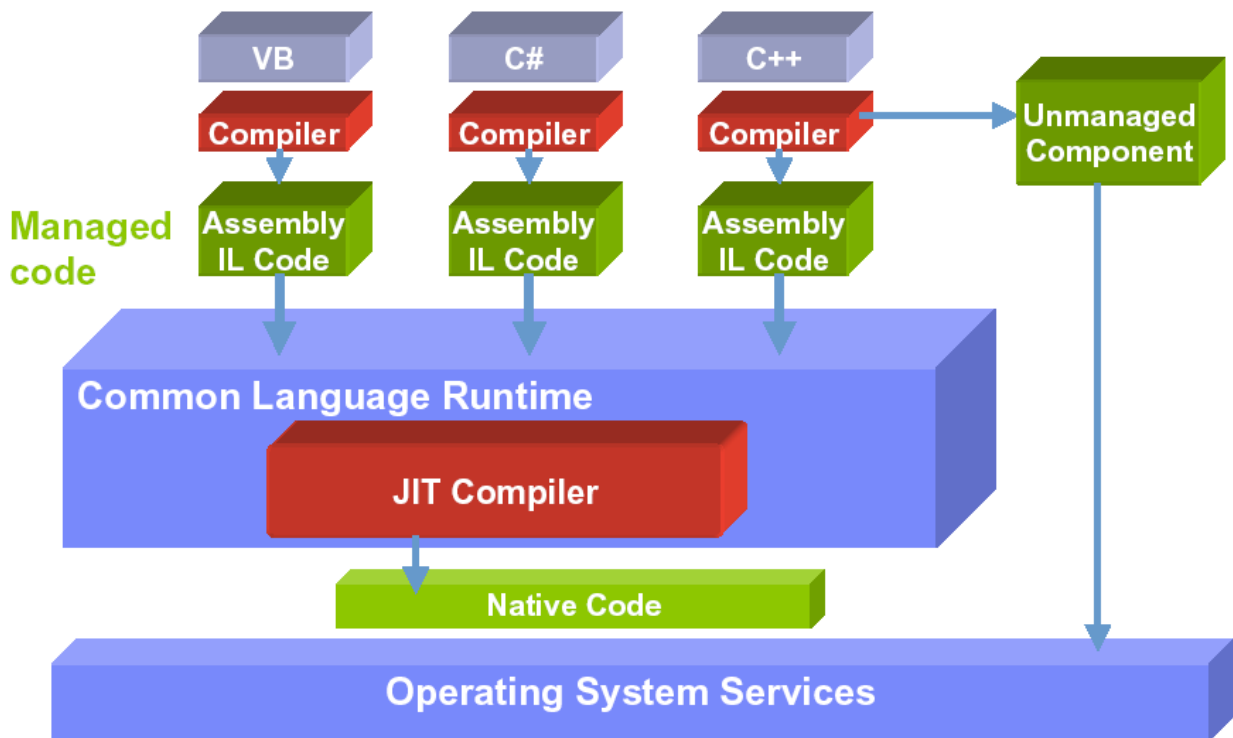 VB
C#
C++
Compiler
Compiler
Compiler
Unmanaged
Component
Managed
code
Assembly
IL Code
Assembly
IL Code
Assembly
IL Code
Common Language Runtime
JIT Compiler
Native Code
Operating System Services